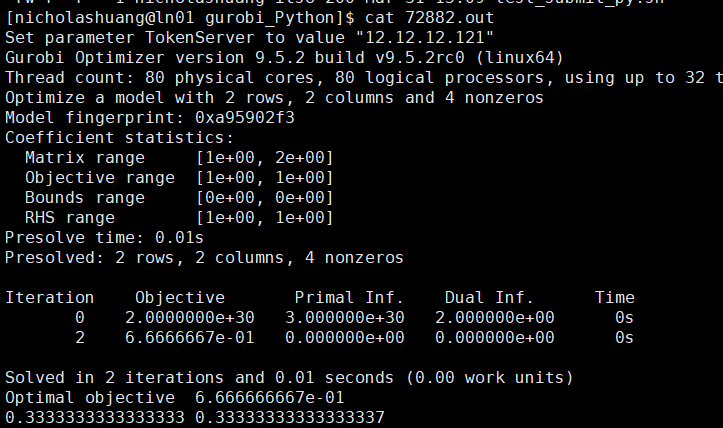 [nicholashuang@ln01 gurobi_Python]$ cat 72882.out
Set parameter TokenServer to value "12.12.12.121"
Gurobi Optimizer version 9.5.2 build v9.5.2rc0 (linux64)
Thread count: 80 physical cores, 80 logical processors, using up to 32 t
Optimize a model with 2 rows, 2 columns and 4 nonzeros
Model fingerprint: 0xa95902f3
Coefficient statistics:
  Matrix range     [1e+00, 2e+00]
  Objective range  [1e+00, 1e+00]
  Bounds range     [0e+00, 0e+00]
  RHS range        [1e+00, 1e+00]
Presolve time: 0.01s
Presolved: 2 rows, 2 columns, 4 nonzeros
Iteration    Objective       Primal Inf.    Dual Inf.      Time
       0    2.0000000e+30   3.000000e+30   2.000000e+00      0s
       2    6.6666667e-01   0.000000e+00   0.000000e+00      0s
Solved in 2 iterations and 0.01 seconds (0.00 work units)
Optimal objective  6.666666667e-01
0.3333333333333333 0.33333333333333337